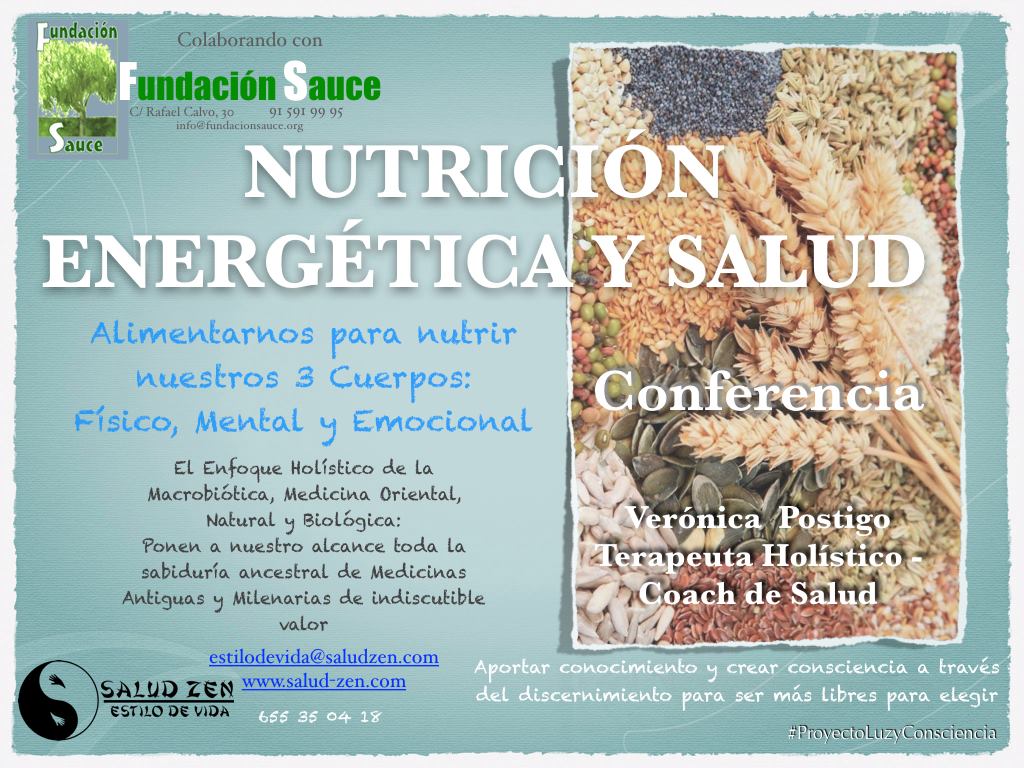 Fundación
Sauce
Colaborando con
Fundación Sauce
C/ Rafael Calvo, 30 91 591 99 95
info@fundacionsauce.org
NUTRICIÓN
ENERGÉTICA Y SALUD
Alimentarnos para nutrir
nuestros 3 Cuerpos:
Físico, Mental y Emocional
El Enfoque Holístico de la
Macrobiótica, Medicina Oriental,
Natural y Biológica:
Ponen a nuestro alcance toda la
sabiduría ancestral de Medicinas
Antiguas y Milenarias de indiscutible
valor
Conferencia
Verónica Postigo
Terapeuta Holístico -
Coach de Salud
estilodevida@saludzen.com
www.salud-zen.com
655 35 04 18
SALUD ZEN
ESTILO DE VIDA
Aportar conocimiento y crear consciencia a través
del discernimiento para ser más libres para elegir
#ProyectoLuzyConsciencia